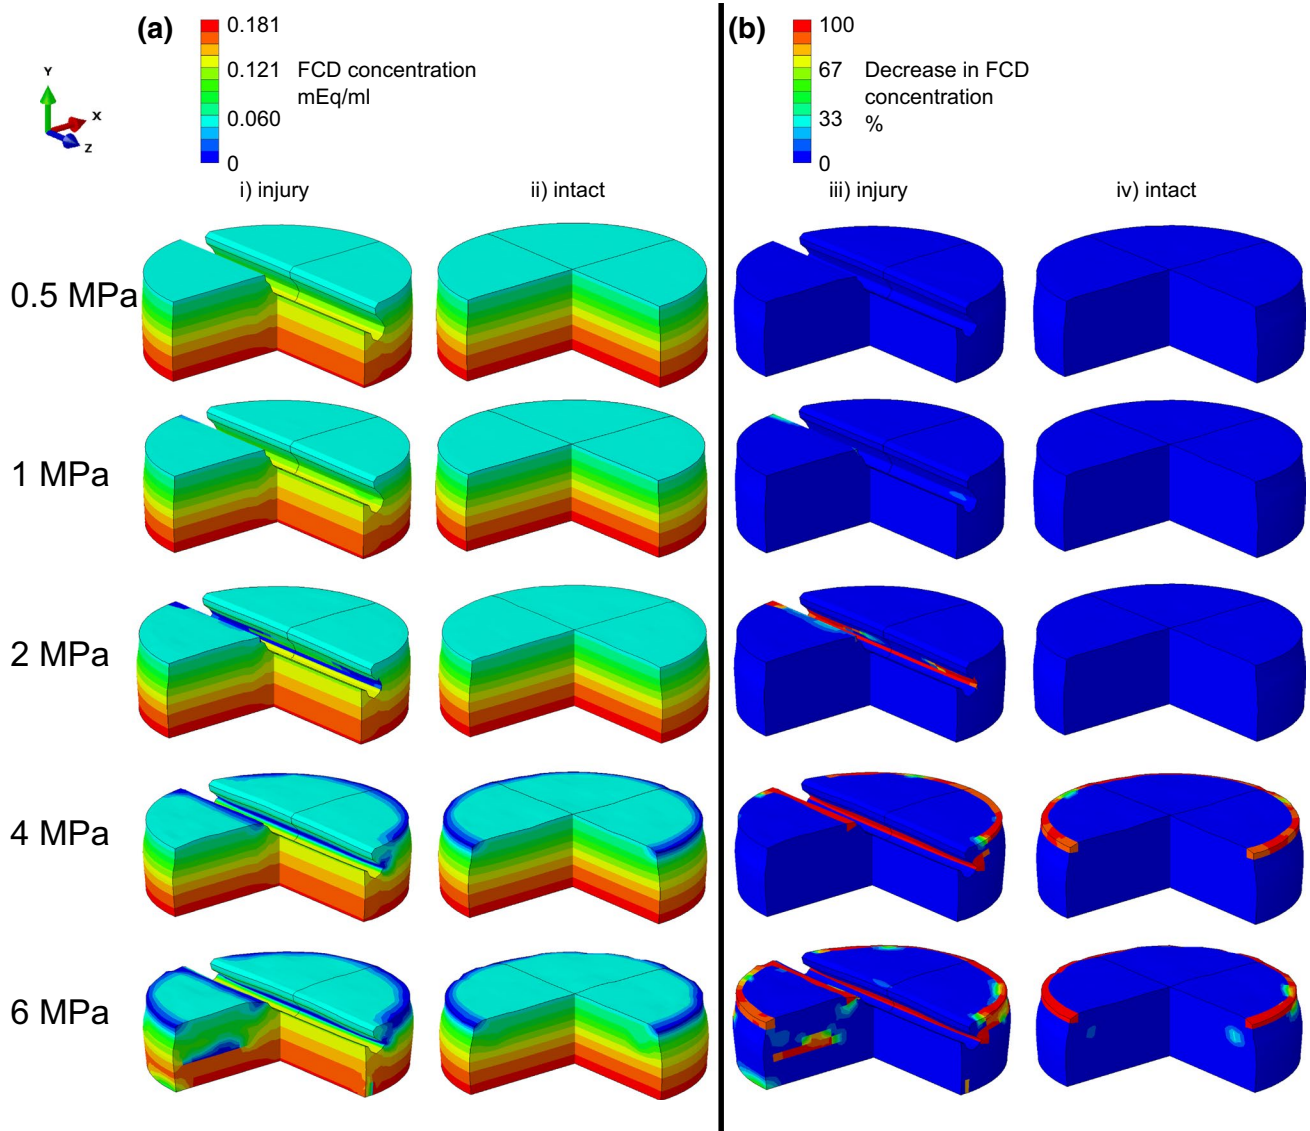 (a)
0.181
0.121
0.060
0
FCD concentration
mEq/ml
Y
X
Z
i) injury
ii) intact
(b)
100
67
33
0
Decrease in FCD
concentration
%
iii) injury
iv) intact
0.5 MPa
1 MPa
2 MPa
4 MPa
6 MPa